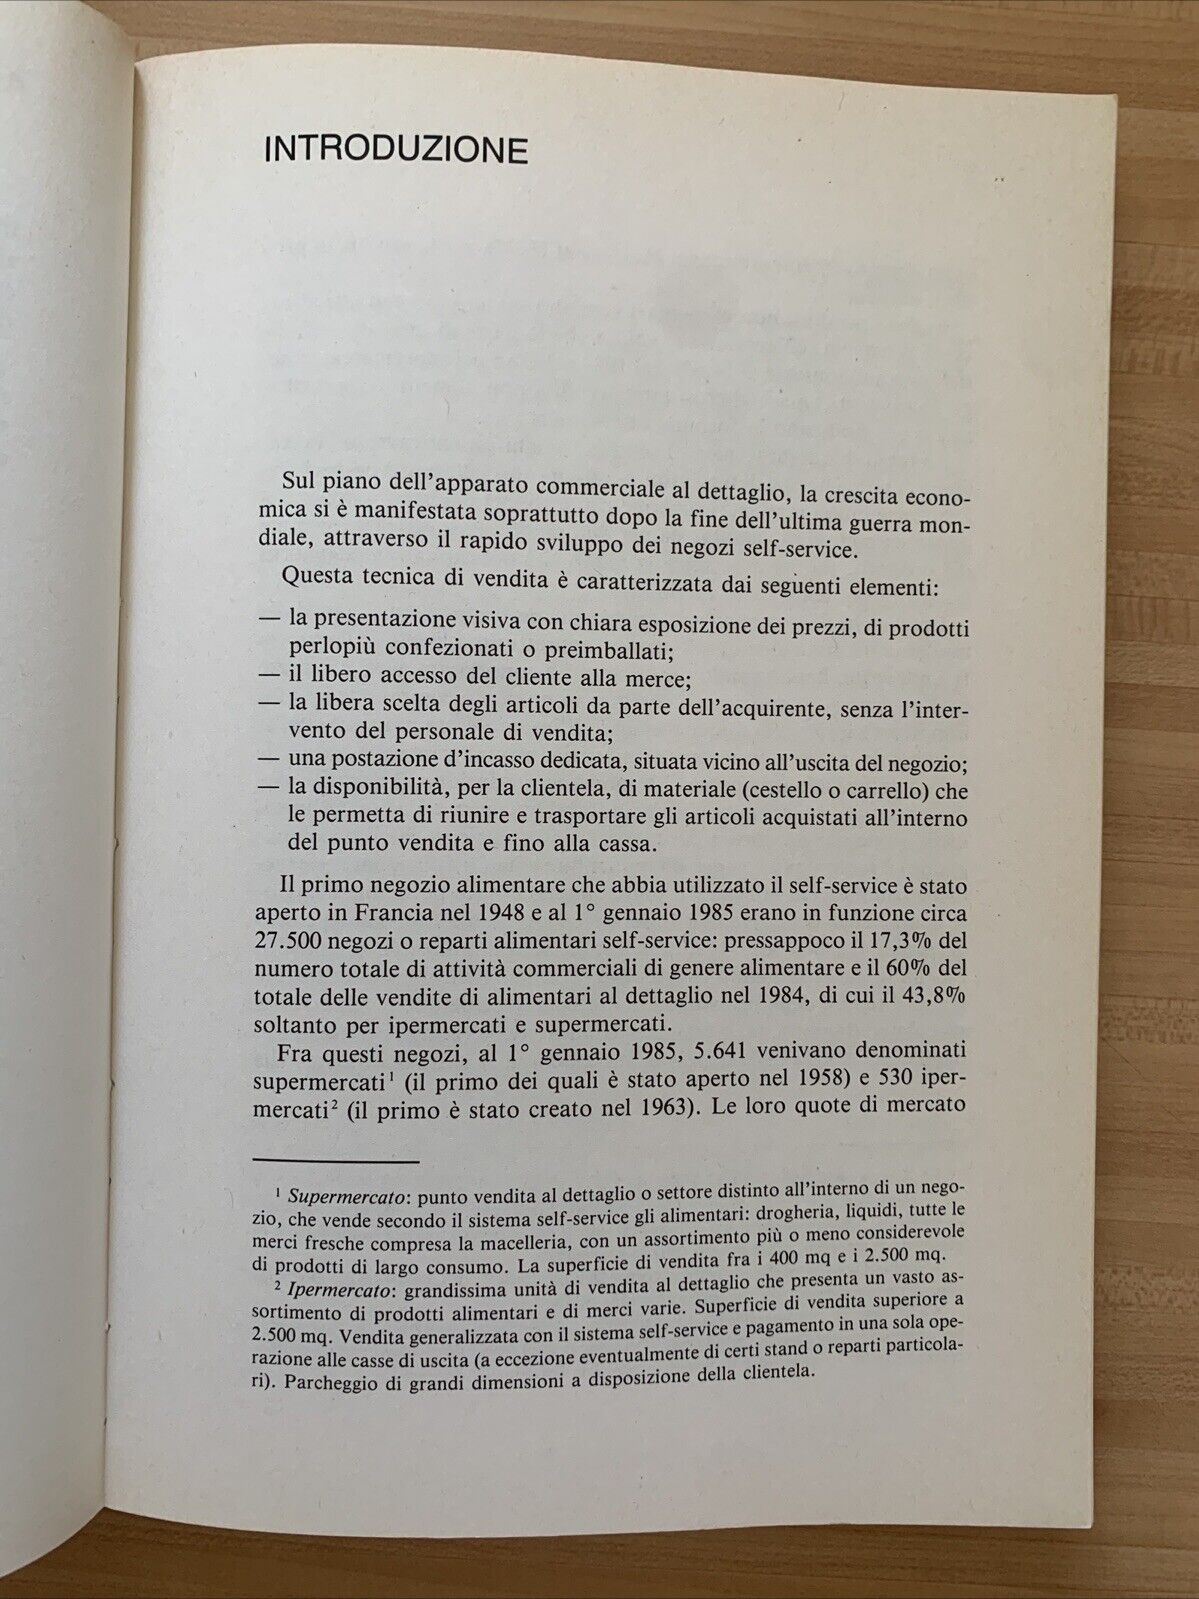 INTRODUZIONE
Sul piano dell'apparato commerciale al dettaglio, la crescita econo-
mica si è manifestata soprattutto dopo la fine dell'ultima guerra mon-
diale, attraverso il rapido sviluppo dei negozi self-service.
Questa tecnica di vendita è caratterizzata dai seguenti elementi:
— la presentazione visiva con chiara esposizione dei prezzi, di prodotti
perlopiù confezionati o preimballati;
— il libero accesso del cliente alla merce;
— la libera scelta degli articoli da parte dell'acquirente, senza l'inter-
vento del personale di vendita;
— una postazione d'incasso dedicata, situata vicino all'uscita del negozio;
— la disponibilità, per la clientela, di materiale (cestello o carrello) che
le permetta di riunire e trasportare gli articoli acquistati all'interno
del punto vendita e fino alla cassa.
Il primo negozio alimentare che abbia utilizzato il self-service è stato
aperto in Francia nel 1948 e al 1° gennaio 1985 erano in funzione circa
27.500 negozi o reparti alimentari self-service: pressappoco il 17,3% del
numero totale di attività commerciali di genere alimentare e il 60% del
totale delle vendite di alimentari al dettaglio nel 1984, di cui il 43,8%
soltanto per ipermercati e supermercati.
Fra questi negozi, al 1° gennaio 1985, 5.641 venivano denominati
supermercati¹ (il primo dei quali è stato aperto nel 1958) e 530 iper-
mercati² (il primo è stato creato nel 1963). Le loro quote di mercato
¹ Supermercato: punto vendita al dettaglio o settore distinto all'interno di un nego-
zio, che vende secondo il sistema self-service gli alimentari: drogheria, liquidi, tutte le
merci fresche compresa la macelleria, con un assortimento più o meno considerevole
di prodotti di largo consumo. La superficie di vendita fra i 400 mq e i 2.500 mq.
² Ipermercato: grandissima unità di vendita al dettaglio che presenta un vasto as-
sortimento di prodotti alimentari e di merci varie. Superficie di vendita superiore a
2.500 mq. Vendita generalizzata con il sistema self-service e pagamento in una sola ope-
razione alle casse di uscita (a eccezione eventualmente di certi stand o reparti particola-
ri). Parcheggio di grandi dimensioni a disposizione della clientela.